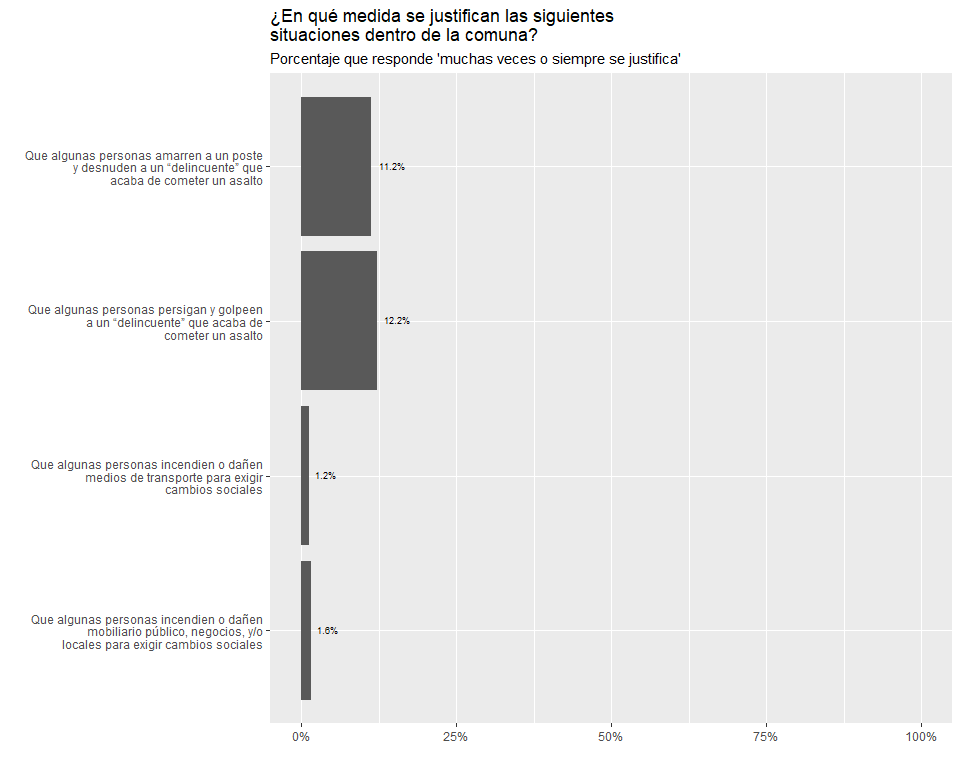 ¿En qué medida se justifican las siguientes
situaciones dentro de la comuna?
Porcentaje que responde 'muchas veces o siempre se justifica'
Que algunas personas amarren a un poste
y desnuden a un “delincuente” que
acaba de cometer un asalto
11.2%
Que algunas personas persigan y golpeen
a un “delincuente” que acaba de
cometer un asalto
12.2%
Que algunas personas incendien o dañen
medios de transporte para exigir
cambios sociales
1.2%
Que algunas personas incendien o dañen
mobiliario público, negocios, y/o
locales para exigir cambios sociales
1.6%
0% 25% 50% 75% 100%